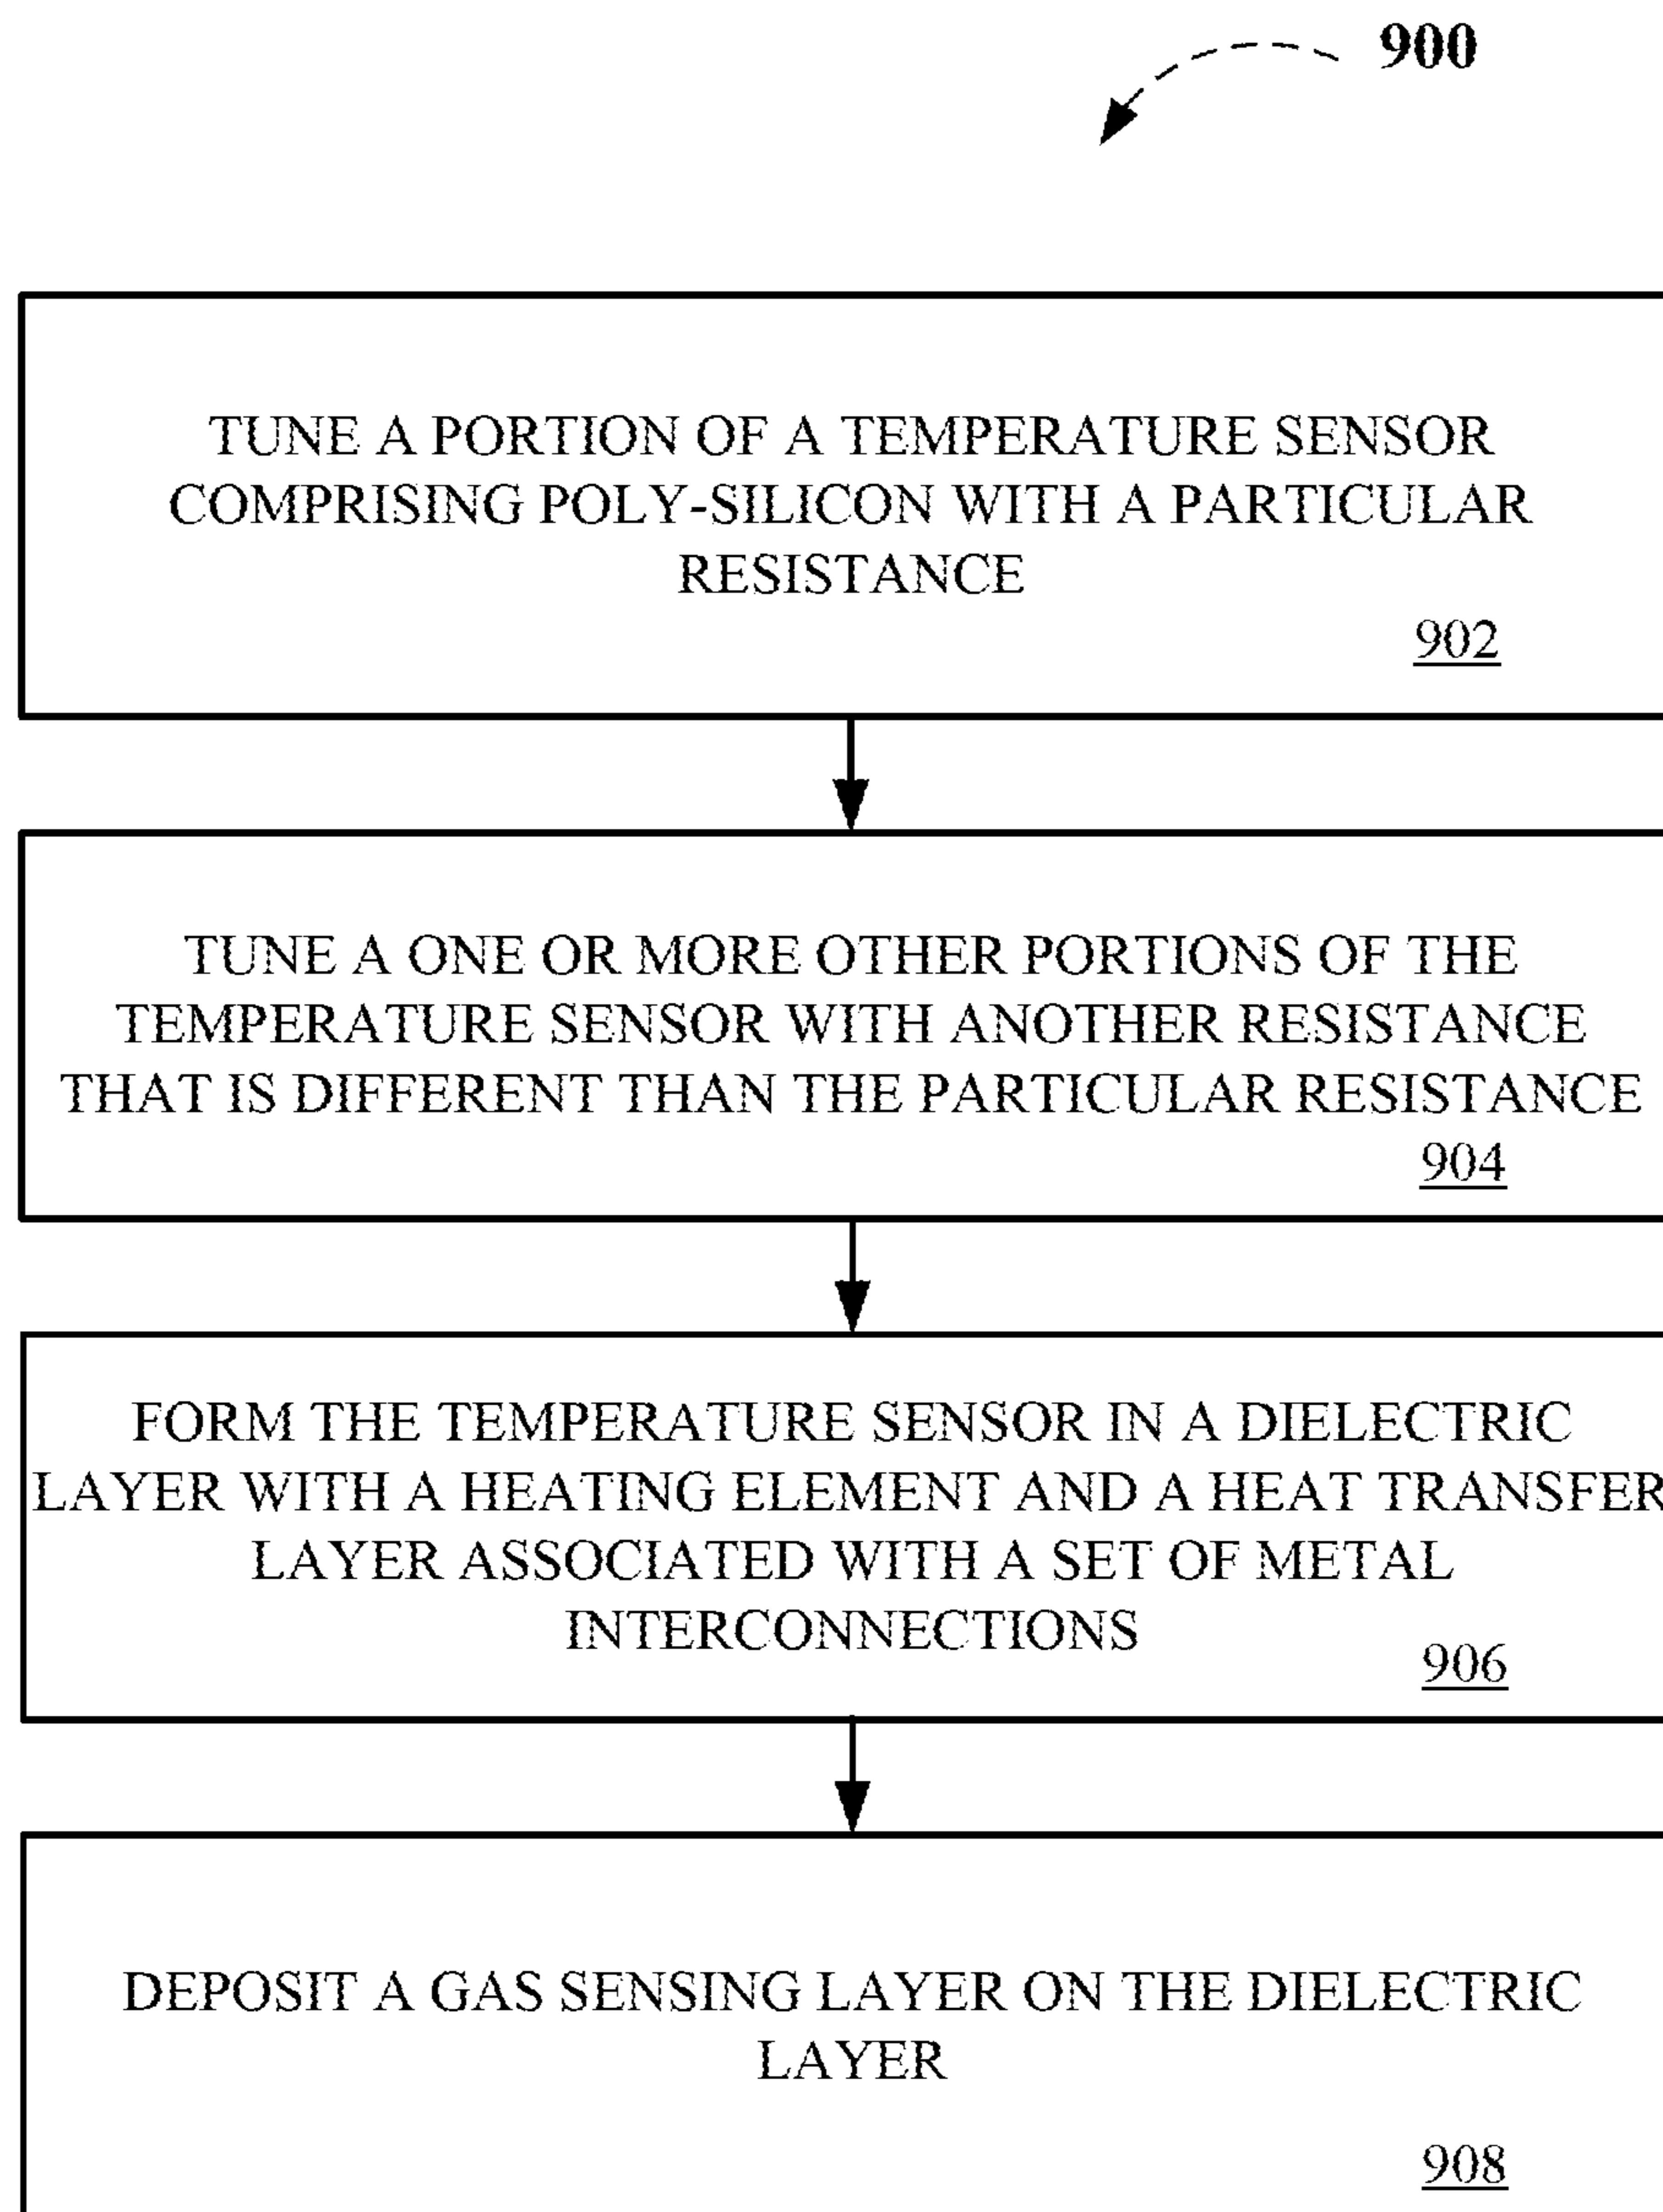 900
TUNE A PORTION OF A TEMPERATURE SENSOR
COMPRISING POLY-SILICON WITH A PARTICULAR
RESISTANCE
902
TUNE A ONE OR MORE OTHER PORTIONS OF THE
TEMPERATURE SENSOR WITH ANOTHER RESISTANCE
THAT IS DIFFERENT THAN THE PARTICULAR RESISTANCE
904
FORM THE TEMPERATURE SENSOR IN A DIELECTRIC
LAYER WITH A HEATING ELEMENT AND A HEAT TRANSFER
LAYER ASSOCIATED WITH A SET OF METAL
INTERCONNECTIONS
906
DEPOSIT A GAS SENSING LAYER ON THE DIELECTRIC
LAYER
908